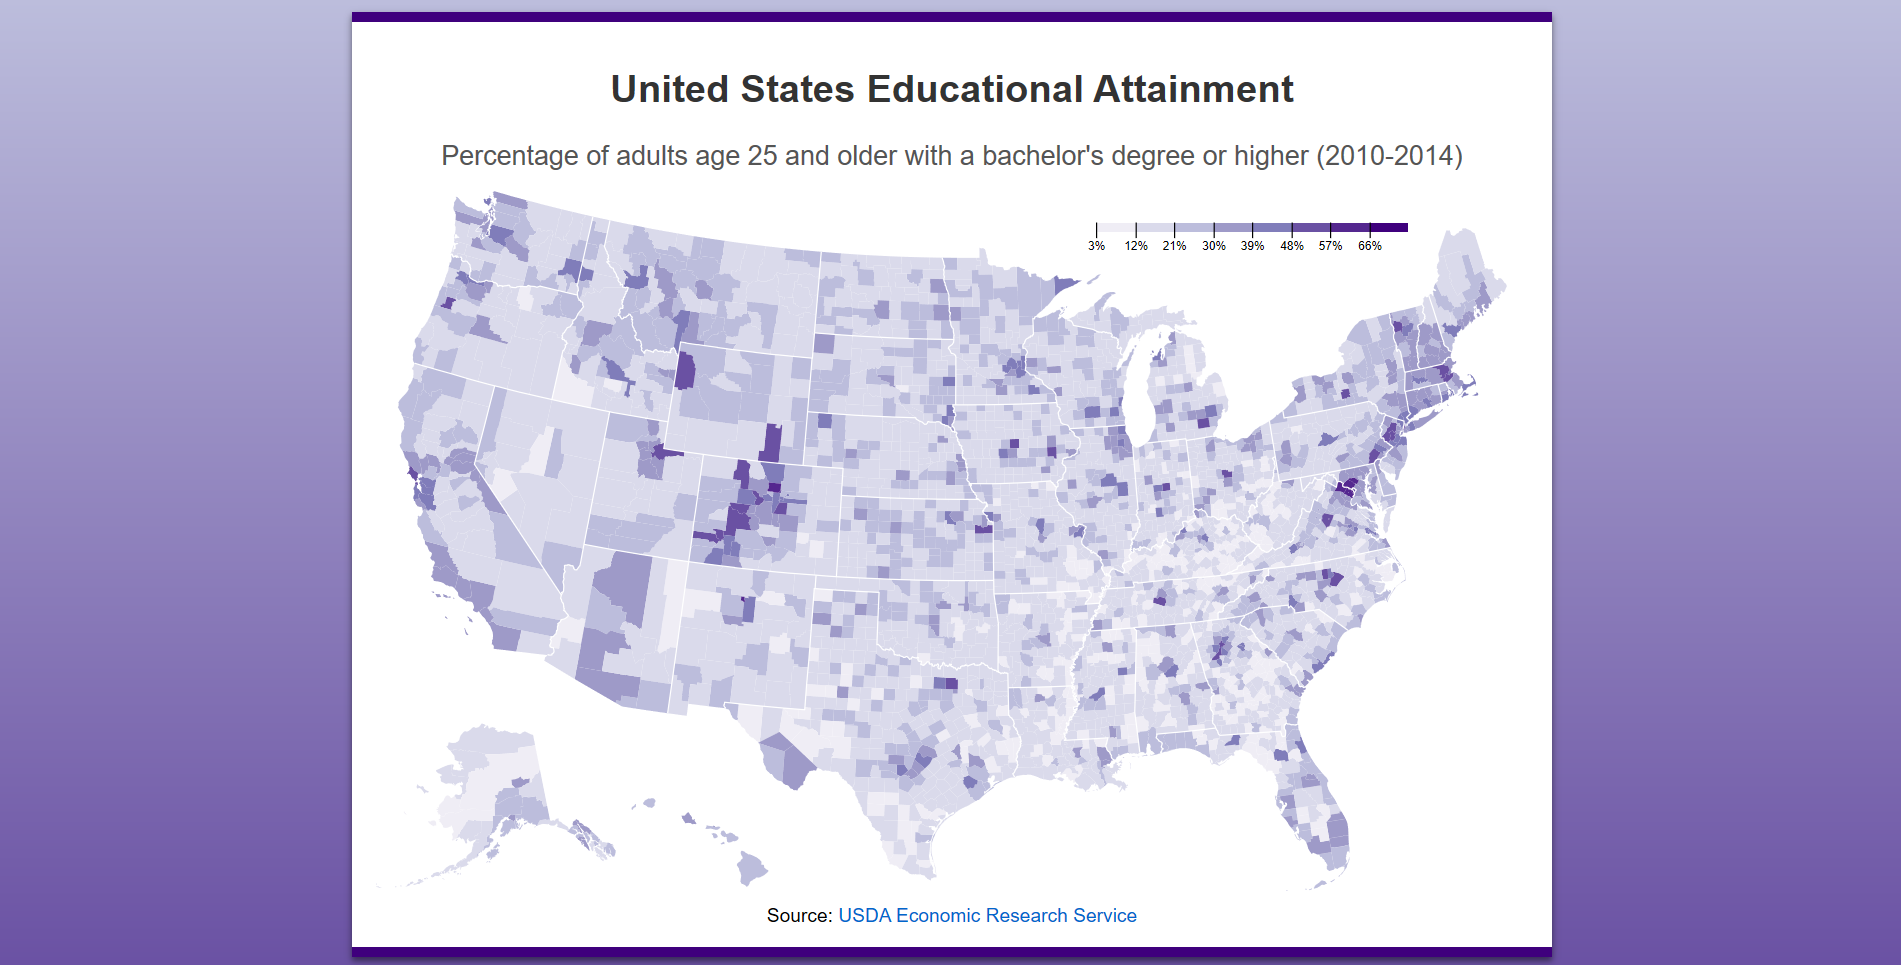 United States Educational Attainment
Percentage of adults age 25 and older with a bachelor's degree or higher (2010-2014)
3% 12% 21% 30% 39% 48% 57% 66%
Source: USDA Economic Research Service